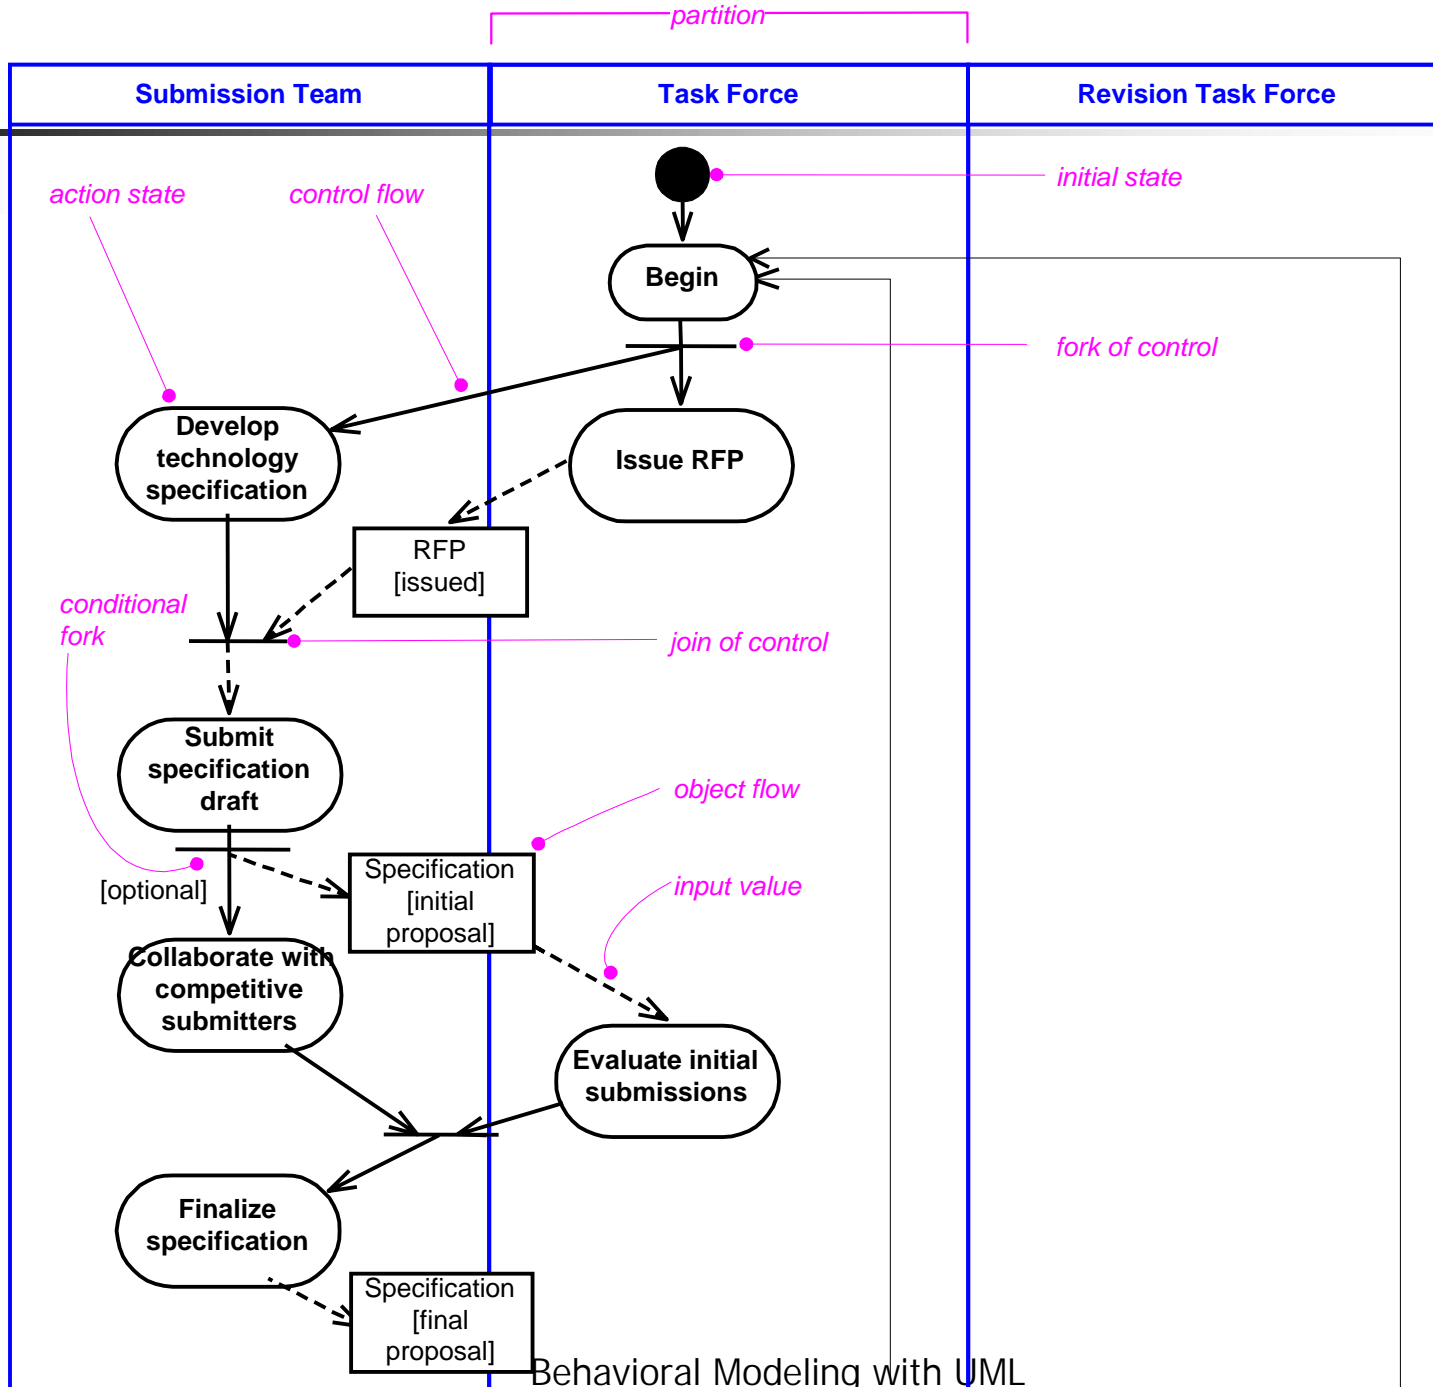 partition
Submission Team
Task Force
Revision Task Force
action state
control flow
initial state
Begin
fork of control
Develop
technology
specification
Issue RFP
RFP
[issued]
conditional
fork
join of control
Submit
specification
draft
object flow
Specification
[initial
proposal]
input value
[optional]
Collaborate with
competitive
submitters
Evaluate initial
submissions
Finalize
specification
Specification
[final
proposal]
Behavioral Modeling with UML